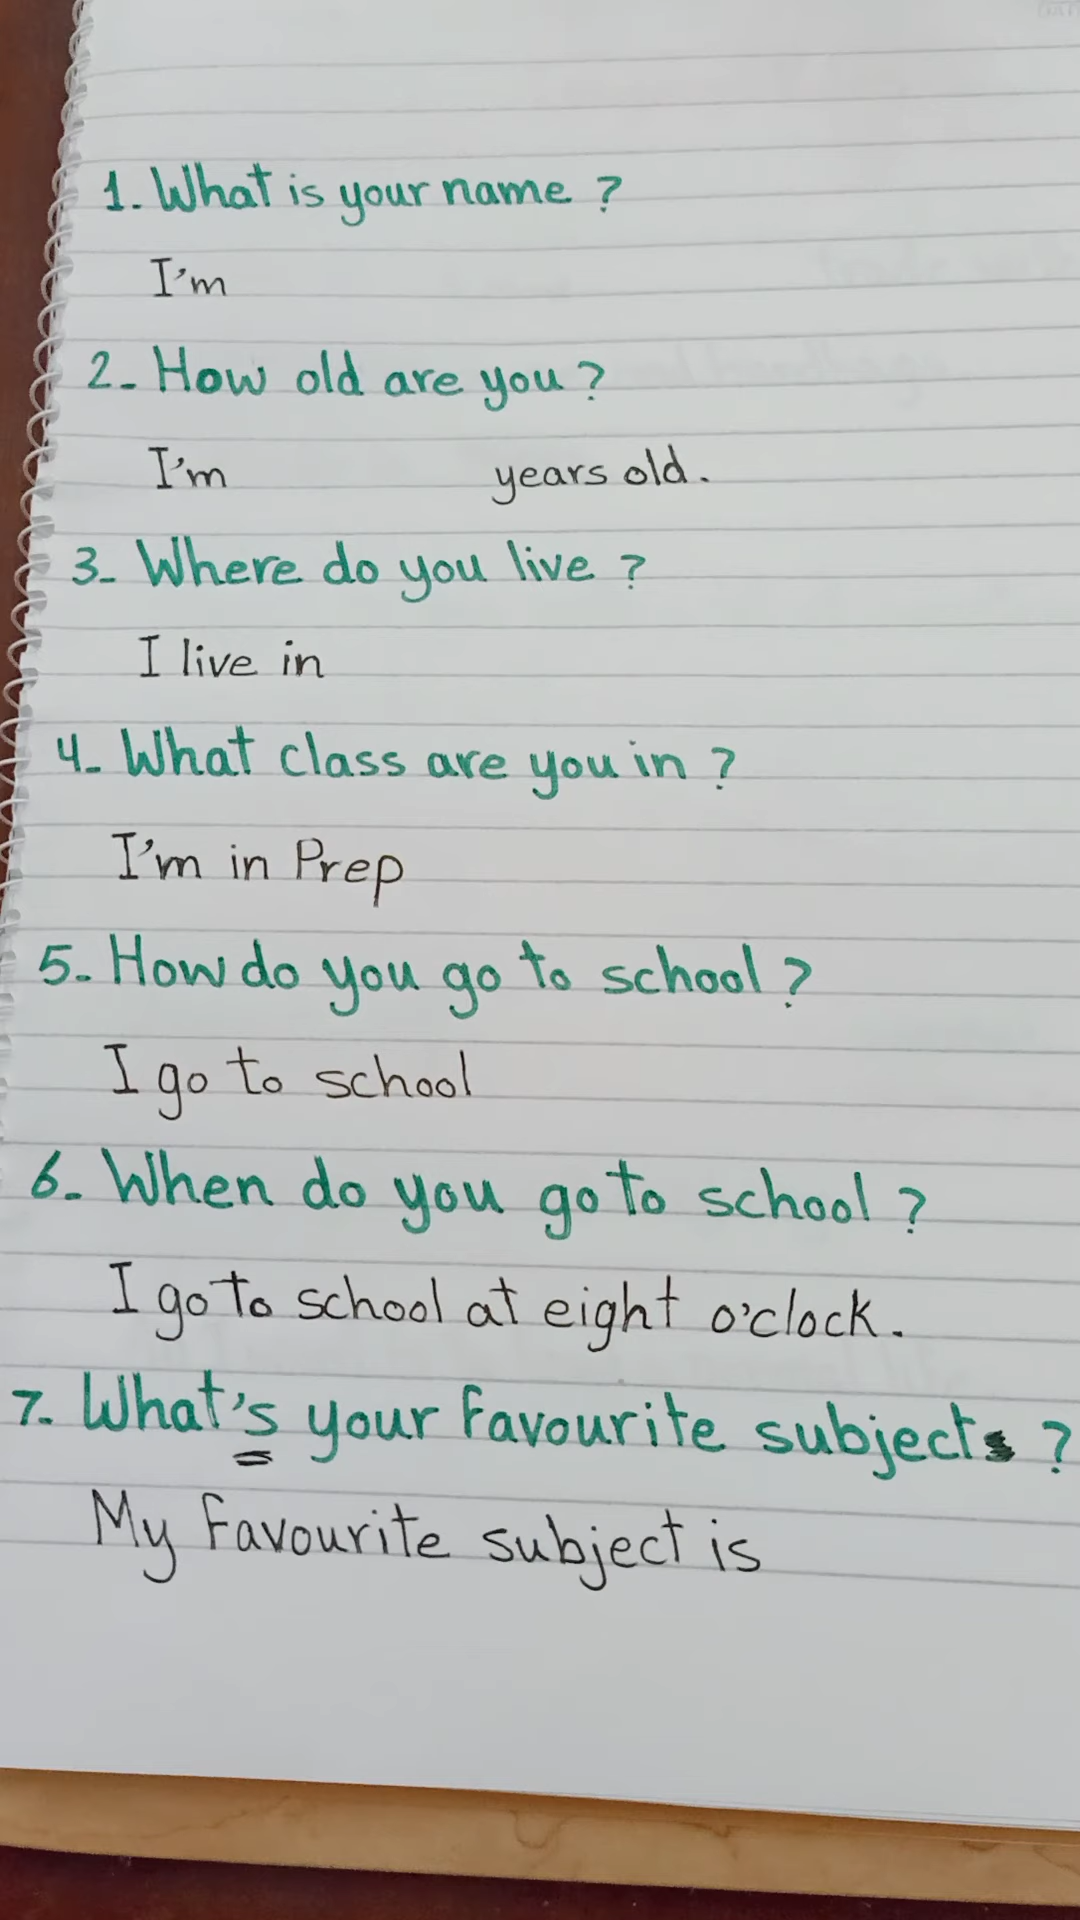 1. What is your name ?
I'm
2- How old are you ?
I'm years old.
3- Where do you live ?
I live in
4- What class are you in ?
I'm in Prep
5- How do you go to school ?
I go to school
6- When do you go to school ?
I go to school at eight o'clock.
7- What's your favourite subject ?
My favourite subject is